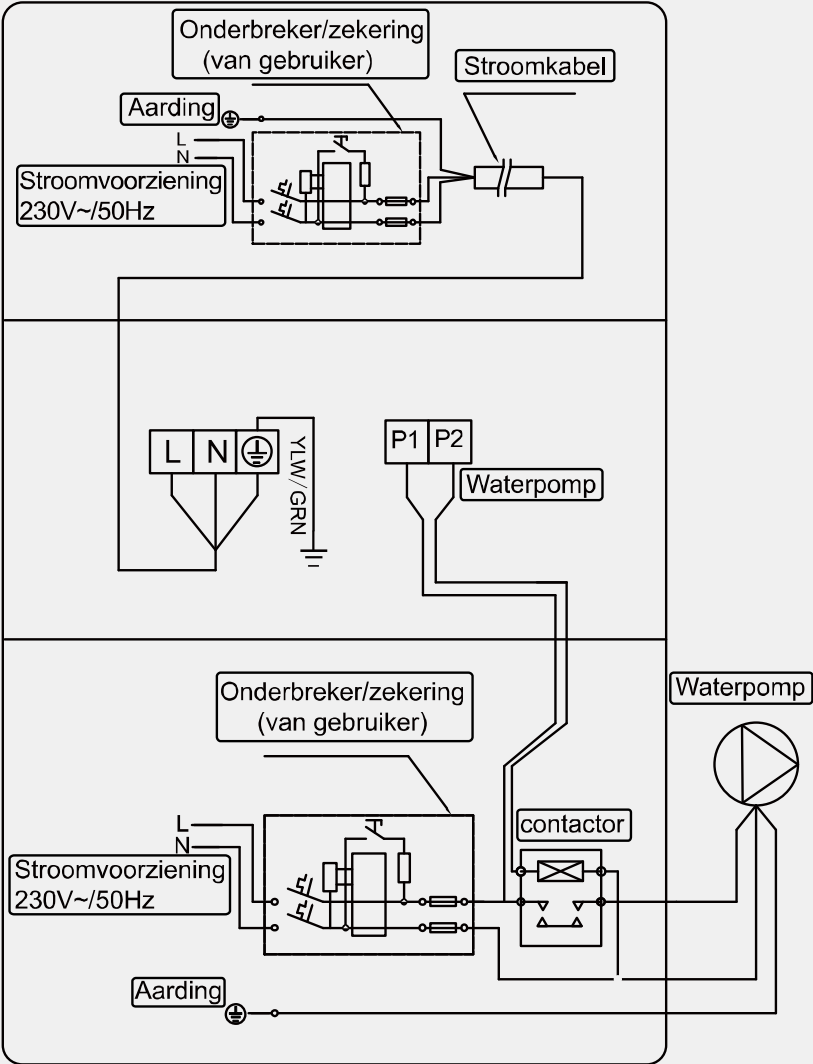 Onderbreker/zekering
(van gebruiker)
Stroomkabel
Aarding
L
N
Stroomvoorziening
230V~/50Hz
L N
YLW/GRN
P1 P2
Waterpomp
Onderbreker/zekering
(van gebruiker)
Waterpomp
L
N
contactor
Stroomvoorziening
230V~/50Hz
Aarding